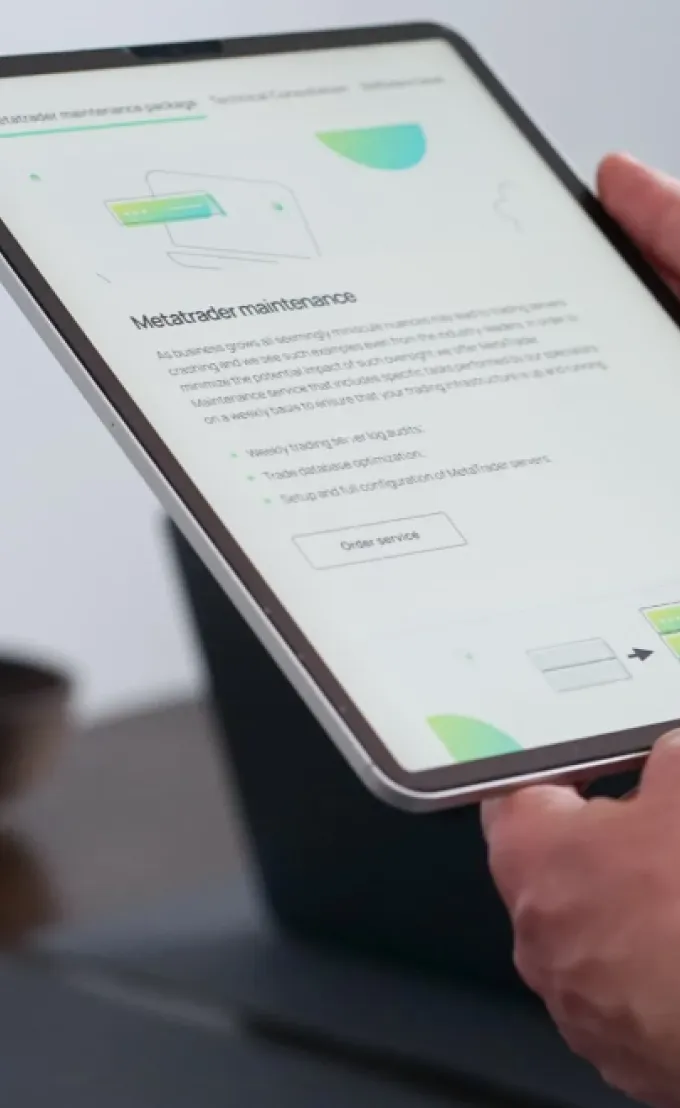 etatrader maintenance package Technical Consultation
Metatrader maintenance
As business grows all seemingly miniscule nuances may lead to trading servers
crashing and we see such examples even from the industry leaders. In order to
minimize the potential impact of such oversight we offer MetaTrader
Maintenance service that includes specific tasks performed by our specialists
on a weekly basis to ensure that your trading infrastructure is up and running.
Weekly trading server log audits;
Trade database optimization;
Setup and full configuration of MetaTrader servers.
Order service